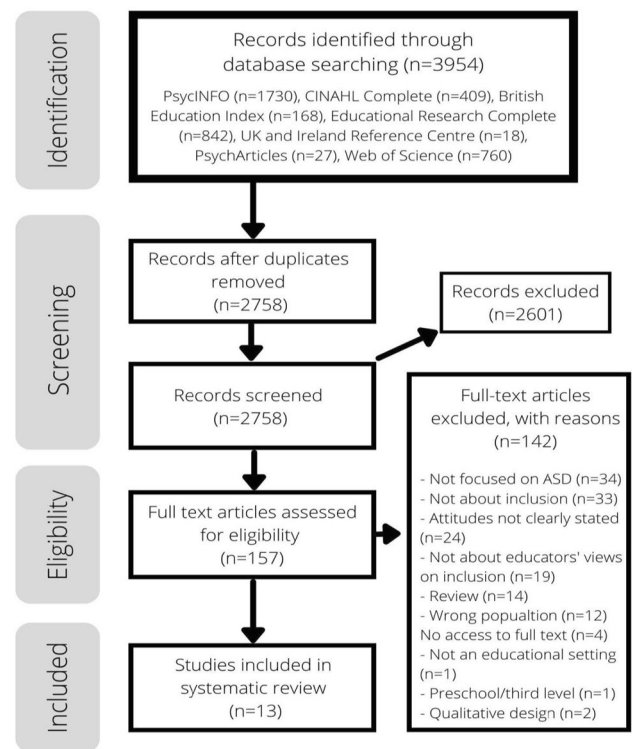 Identification
Records identified through
database searching (n=3954)
PsycINFO (n=1730), CINAHL Complete (n=409), British
Education Index (n=168), Educational Research Complete
(n=842), UK and Ireland Reference Centre (n=18),
PsychArticles (n=27), Web of Science (n=760)
Screening
Records after duplicates
removed
(n=2758)
Records excluded
(n=2601)
Records screened
(n=2758)
Full-text articles
excluded, with reasons
(n=142)
- Not focused on ASD (n=34)
- Not about inclusion (n=33)
- Attitudes not clearly stated
(n=24)
- Not about educators' views
on inclusion (n=19)
- Review (n=14)
- Wrong popualtion (n=12)
No access to full text (n=4)
- Not an educational setting
(n=1)
- Preschool/third level (n=1)
- Qualitative design (n=2)
Eligibility
Full text articles assessed
for eligibility
(n=157)
Included
Studies included in
systematic review
(n=13)